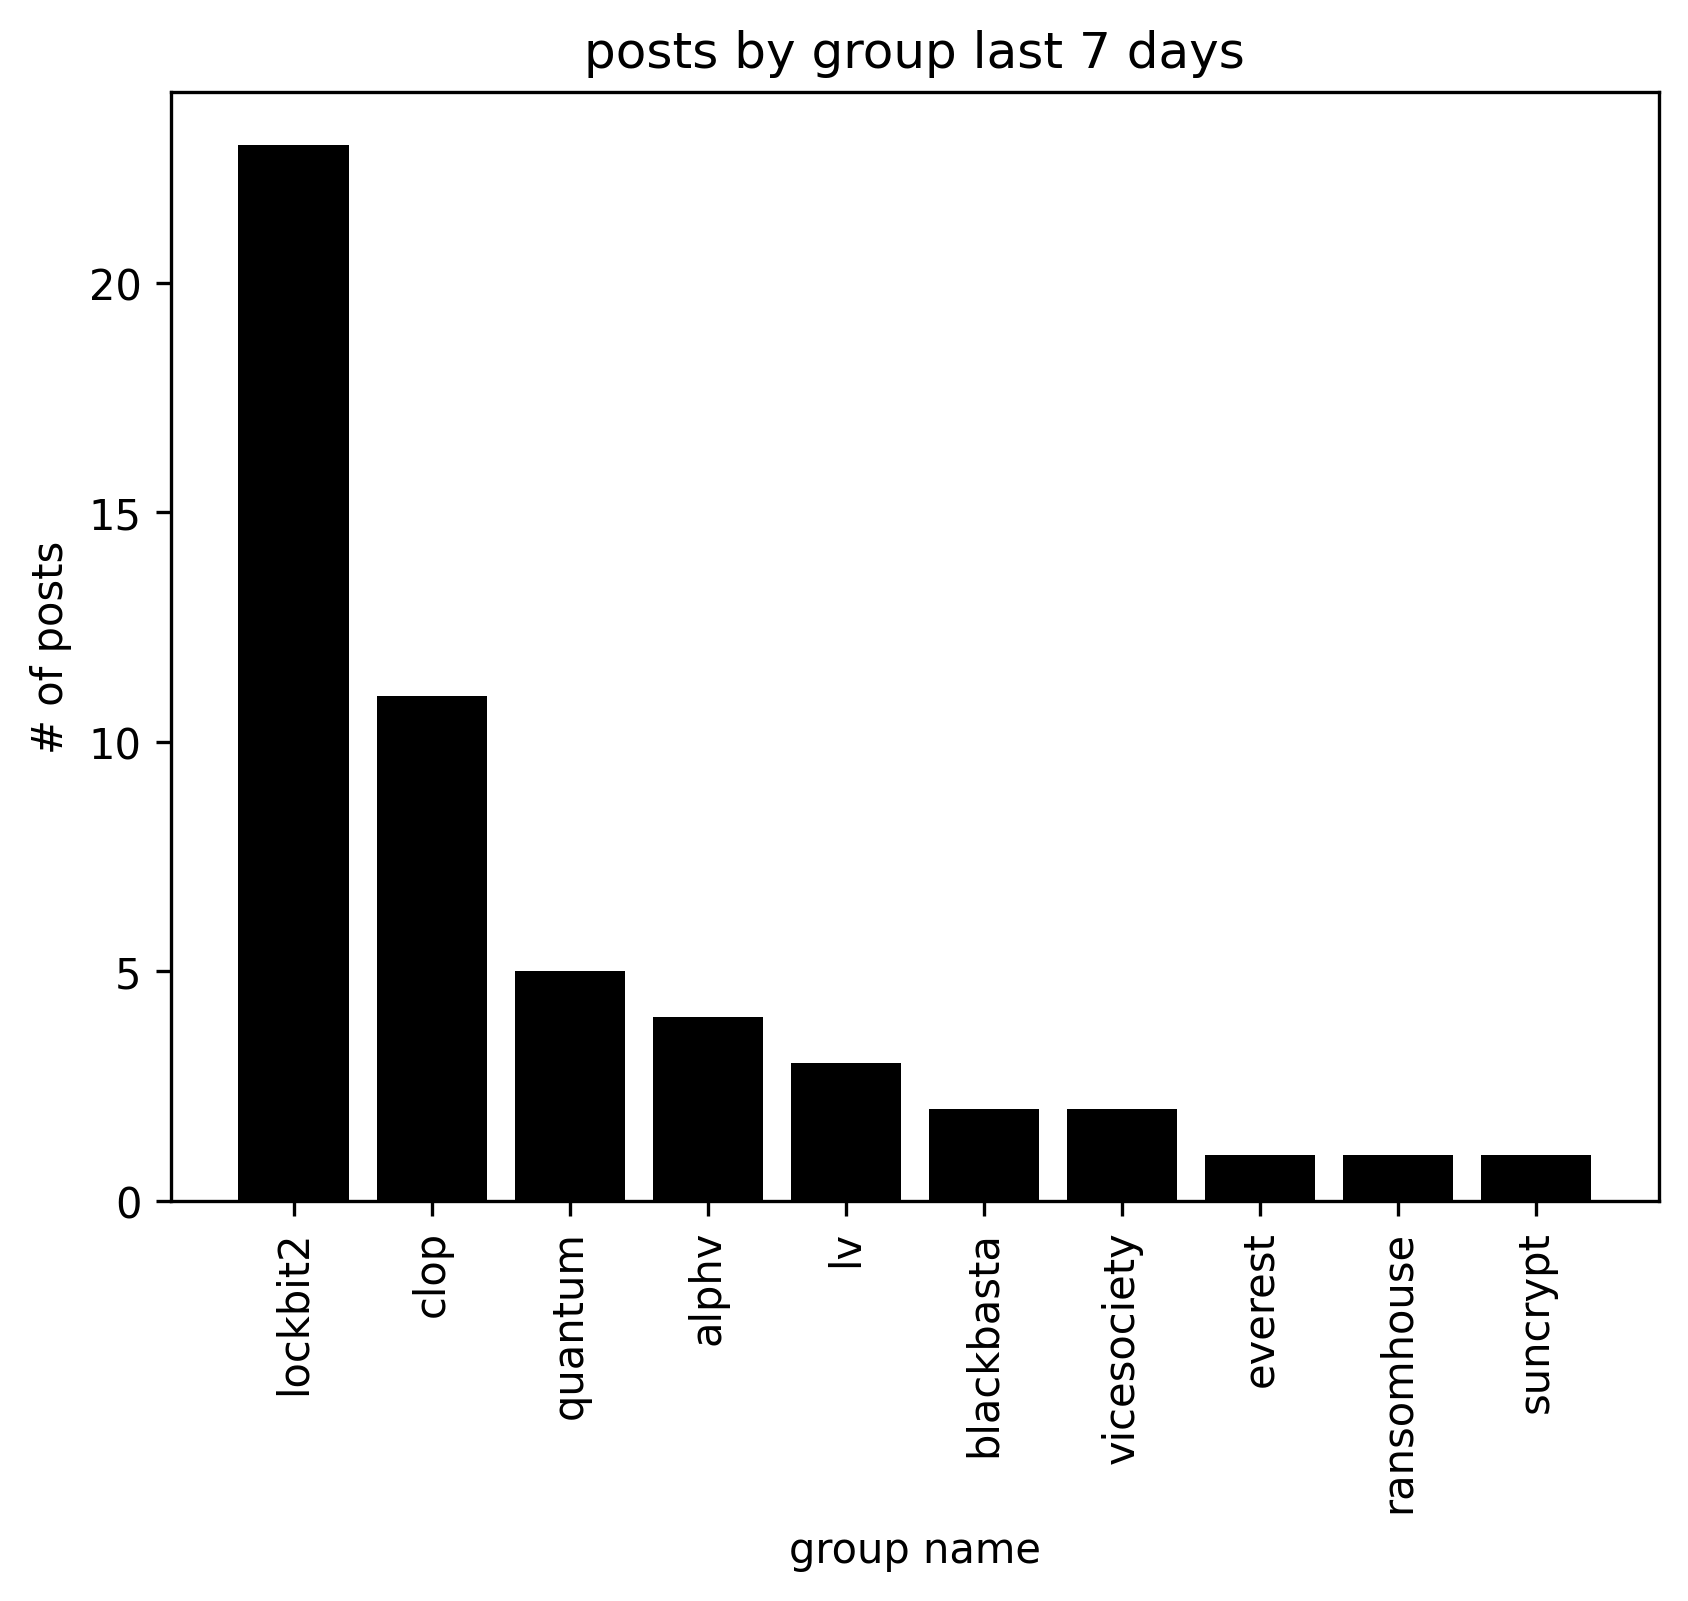 posts by group last 7 days
# of posts
20
15
10
5
0
lockbit2
clop
quantum
alphv
lv
blackbasta
vicesociety
everest
ransomhouse
suncrypt
group name